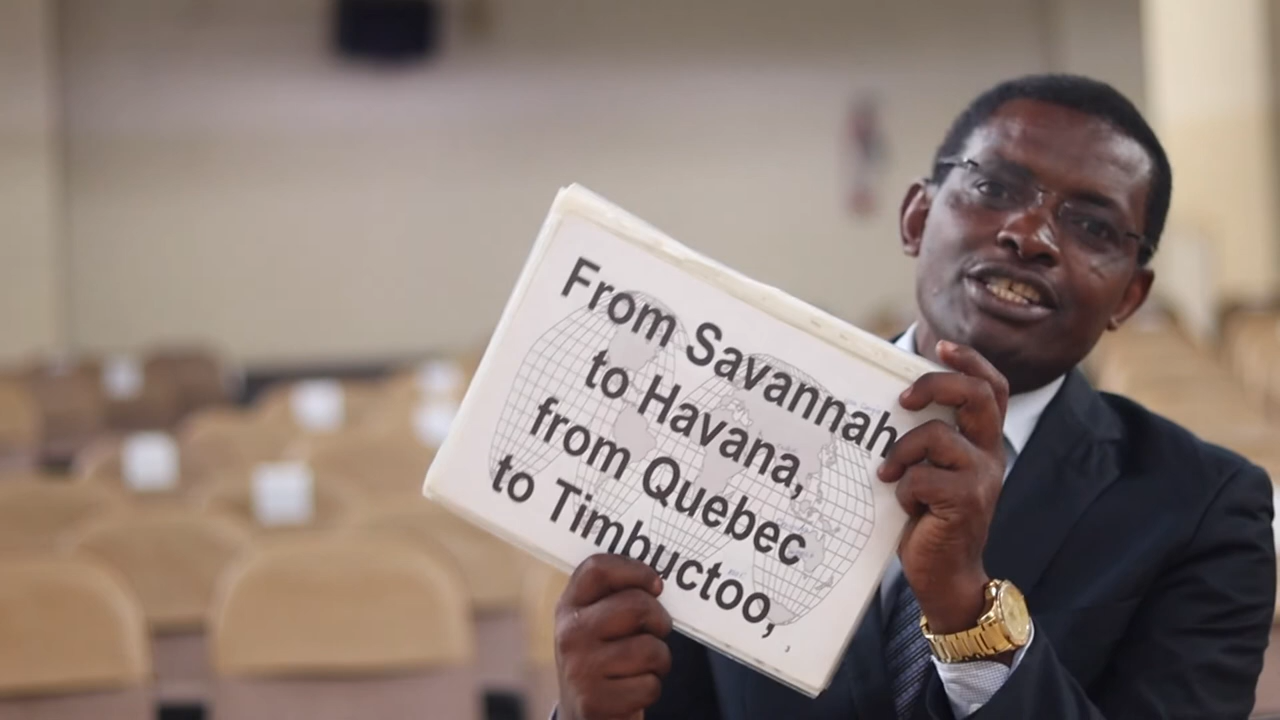 From Savannah
to Havana,
from Quebec
to Timbuctoo,